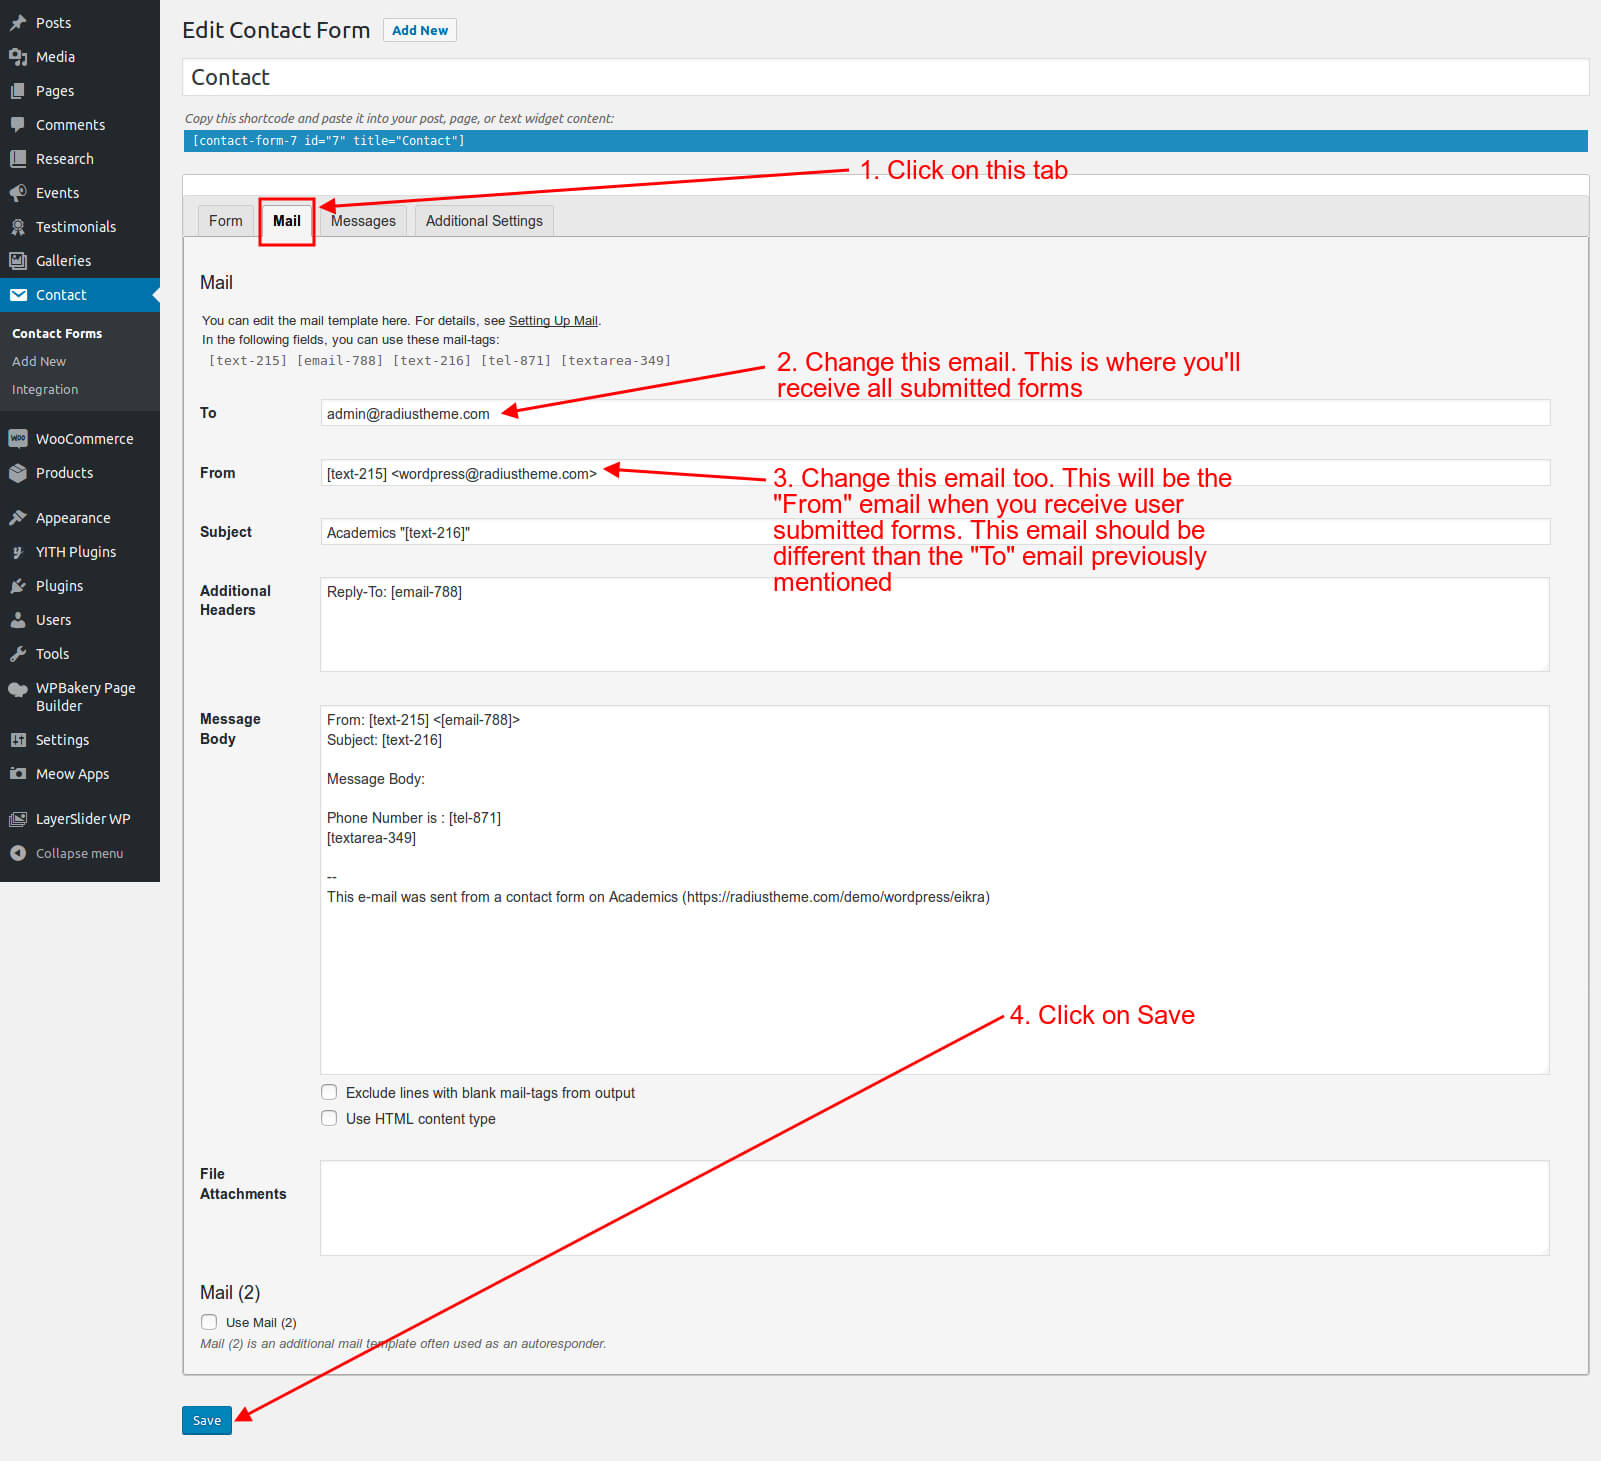 Posts
Media
Pages
Comments
Research
Events
Testimonials
Galleries
Contact
Contact Forms
Add New
Integration
WOO
WooCommerce
Products
Appearance
YITH Plugins
Plugins
Users
Tools
WPBakery Page
Builder
Settings
Meow Apps
LayerSlider WP
Collapse menu
Edit Contact Form
Add New
Contact
Copy this shortcode and paste it into your post, page, or text widget content:
[contact-form-7 id="7" title="Contact"]
1. Click on this tab
Form
Mail
Messages
Additional Settings
Mail
You can edit the mail template here. For details, see Setting Up Mail.
In the following fields, you can use these mail-tags:
[text-215] [email-788] [text-216] [tel-871] [textarea-349]
2. Change this email. This is where you'll
receive all submitted forms
To
admin@radiustheme.com
From
[text-215] <wordpress@radiustheme.com>
3. Change this email too. This will be the
"From" email when you receive user
submitted forms. This email should be
different than the "To" email previously
mentioned
Subject
Academics "[text-216]"
Additional
Headers
Reply-To: [email-788]
Message
Body
From: [text-215] <[email-788]>
Subject: [text-216]
Message Body:
Phone Number is : [tel-871]
[textarea-349]
--
This e-mail was sent from a contact form on Academics (https://radiustheme.com/demo/wordpress/eikra)
4. Click on Save
Exclude lines with blank mail-tags from output
Use HTML content type
File
Attachments
Mail (2)
Use Mail (2)
Mail (2) is an additional mail template often used as an autoresponder.
Save